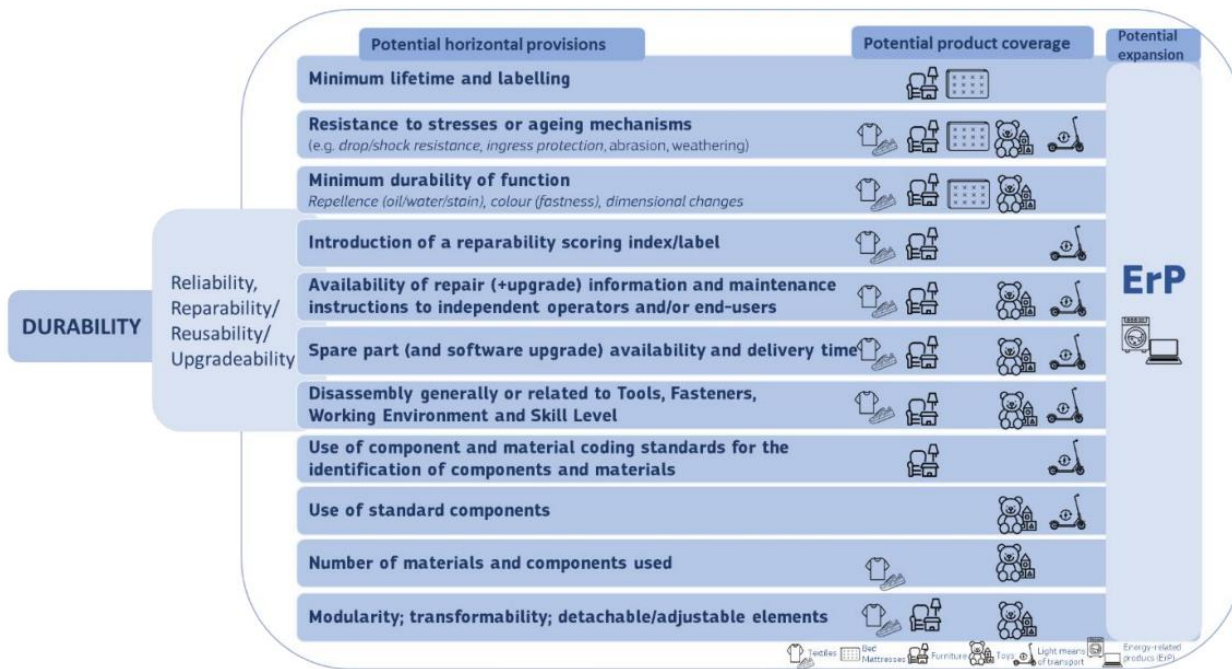 Potential horizontal provisions
Potential product coverage
Potential
expansion
Minimum lifetime and labelling
Resistance to stresses or ageing mechanisms
(e.g. drop/shock resistance, ingress protection, abrasion, weathering)
Minimum durability of function
Repellence (oil/water/stain), colour (fastness), dimensional changes
Introduction of a reparability scoring index/label
Availability of repair (+upgrade) information and maintenance
instructions to independent operators and/or end-users
Spare part (and software upgrade) availability and delivery time
Disassembly generally or related to Tools, Fasteners,
Working Environment and Skill Level
Use of component and material coding standards for the
identification of components and materials
Use of standard components
Number of materials and components used
Modularity; transformability; detachable/adjustable elements
DURABILITY
Reliability,
Reparability/
Reusability/
Upgradeability
ErP
Textiles
Bed
Mattresses
Furniture
Toys
Light means
of transport
Energy-related
products (ErP)